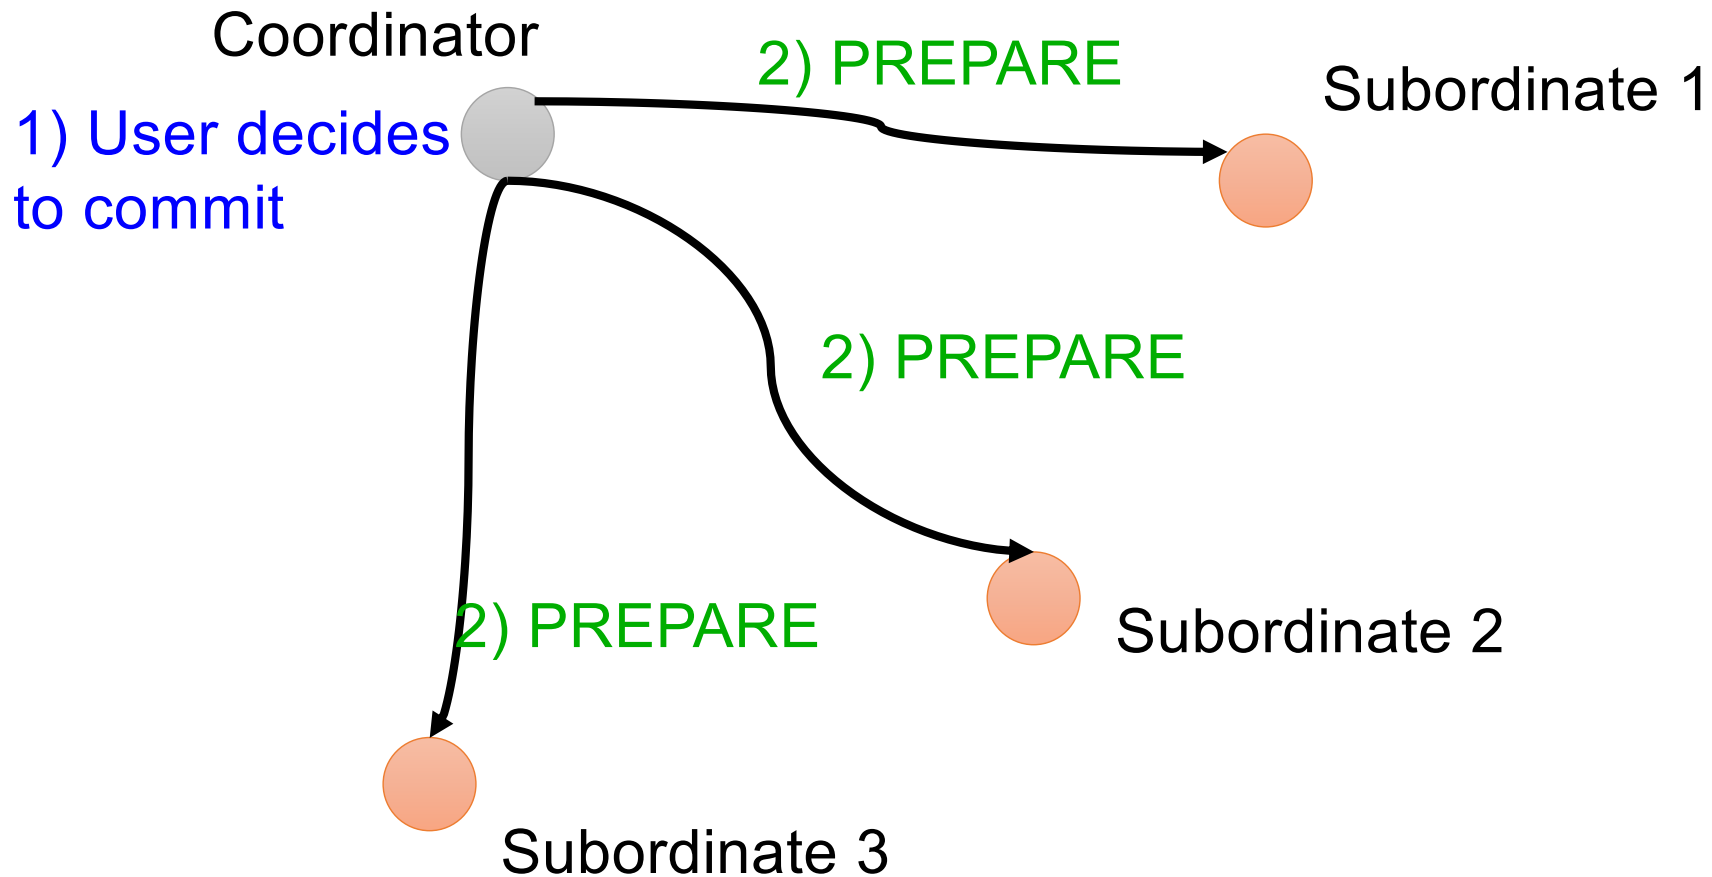 Coordinator
2) PREPARE
Subordinate 1
1) User decides
to commit
2) PREPARE
2) PREPARE
Subordinate 2
Subordinate 3